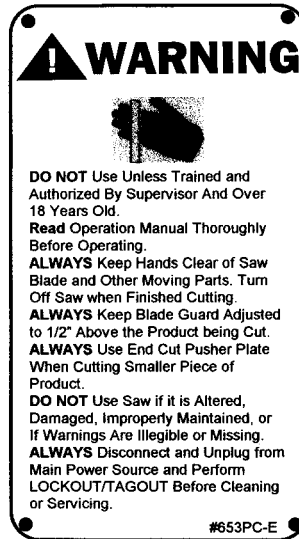 WARNING
DO NOT Use Unless Trained and
Authorized By Supervisor And Over
18 Years Old.
Read Operation Manual Thoroughly
Before Operating.
ALWAYS Keep Hands Clear of Saw
Blade and Other Moving Parts. Turn
Off Saw when Finished Cutting.
ALWAYS Keep Blade Guard Adjusted
to 1/2" Above the Product being Cut.
ALWAYS Use End Cut Pusher Plate
When Cutting Smaller Piece of
Product.
DO NOT Use Saw if it is Altered,
Damaged, Improperly Maintained, or
If Warnings Are Illegible or Missing.
ALWAYS Disconnect and Unplug from
Main Power Source and Perform
LOCKOUT/TAGOUT Before Cleaning
or Servicing.
#653PC-E